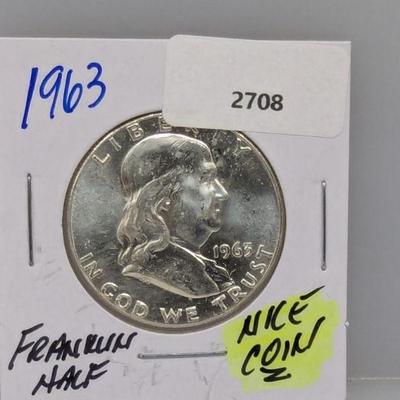 1963
2708
LIBERTY
1963
IN GOD WE TRUST
FRANKLIN
HALF
NICE
COIN